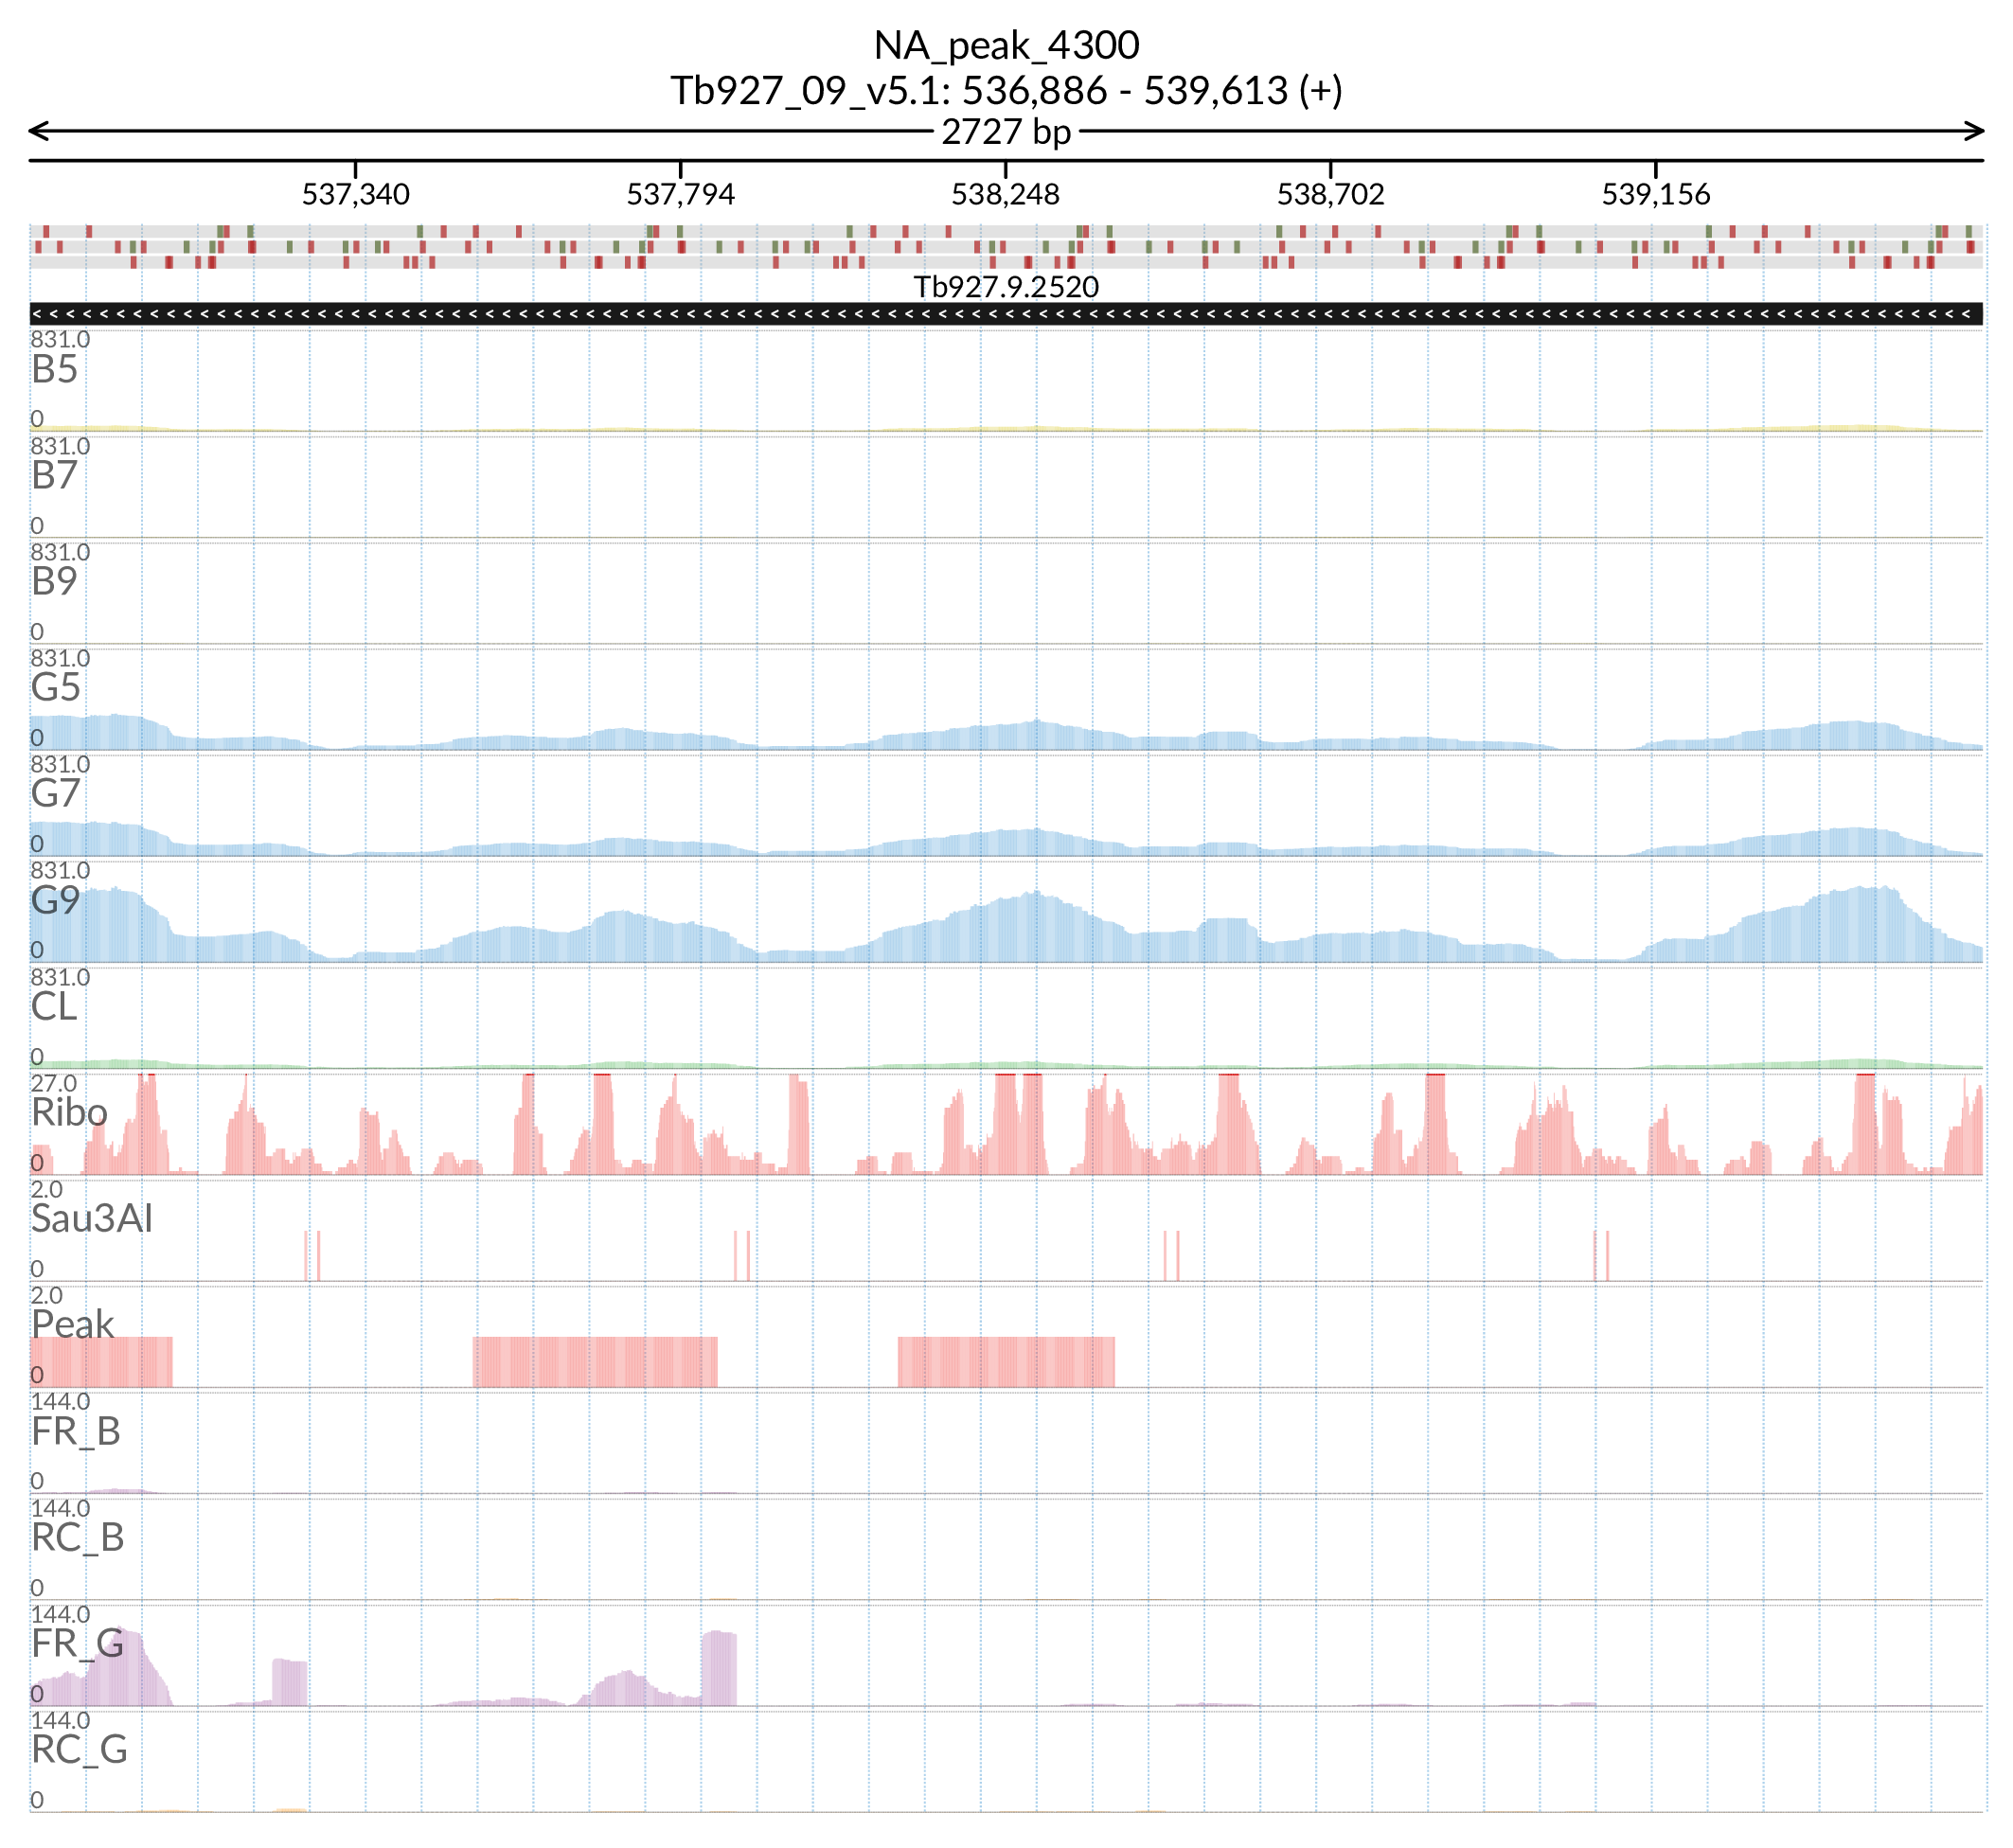 NA_peak_4300
Tb927_09_v5.1: 536,886 - 539,613 (+)
2727 bp
537,340 537,794 538,248 538,702 539,156
Tb927.9.2520
831.0
B5
0
831.0
B7
0
831.0
B9
0
831.0
G5
0
831.0
G7
0
831.0
G9
0
831.0
CL
0
27.0
Ribo
0
2.0
Sau3AI
0
2.0
Peak
0
144.0
FR_B
0
144.0
RC_B
0
144.0
FR_G
0
144.0
RC_G
0